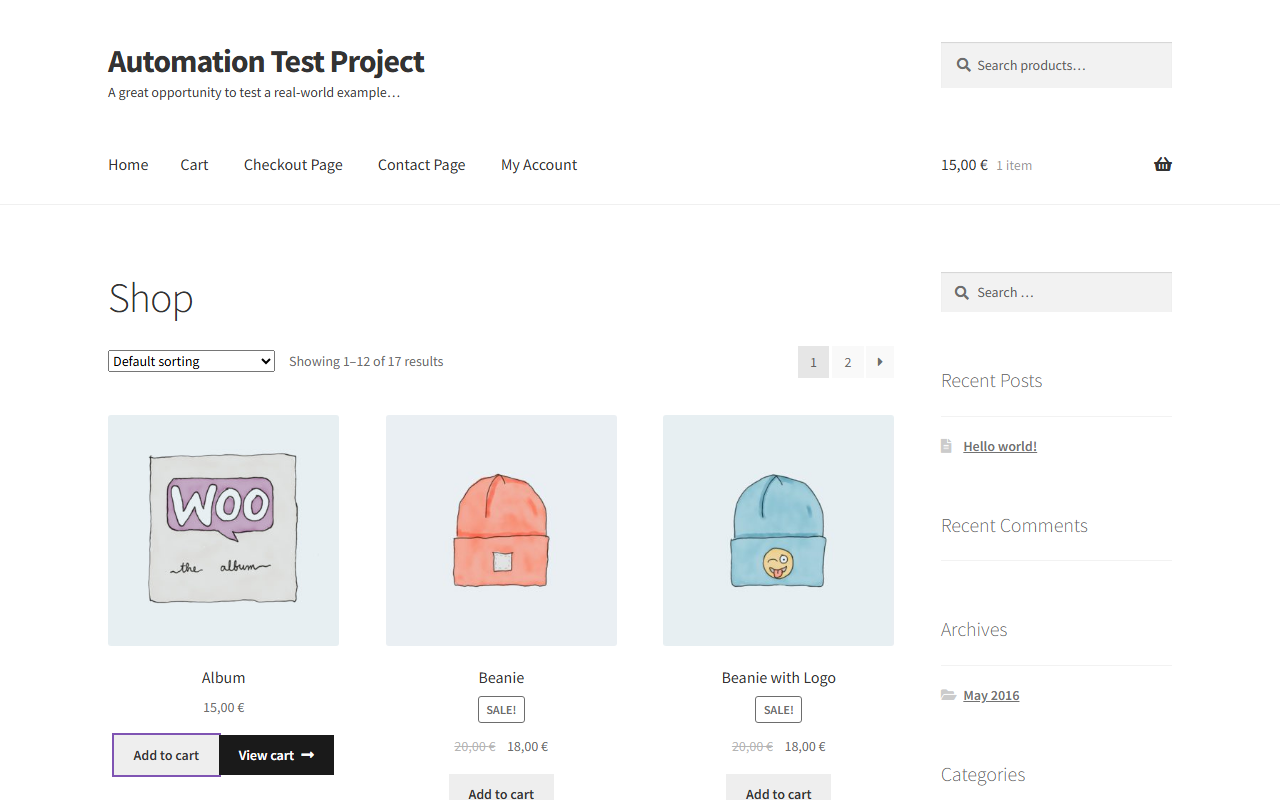 Automation Test Project
A great opportunity to test a real-world example…
Search products…
Home Cart Checkout Page Contact Page My Account
15,00 € 1 item
Shop
Default sorting
Showing 1–12 of 17 results
1 2
WOO
the album
Album
15,00 €
Add to cart
View cart
Beanie
SALE!
20,00 € 18,00 €
Add to cart
Beanie with Logo
SALE!
20,00 € 18,00 €
Add to cart
Search …
Recent Posts
Hello world!
Recent Comments
Archives
May 2016
Categories